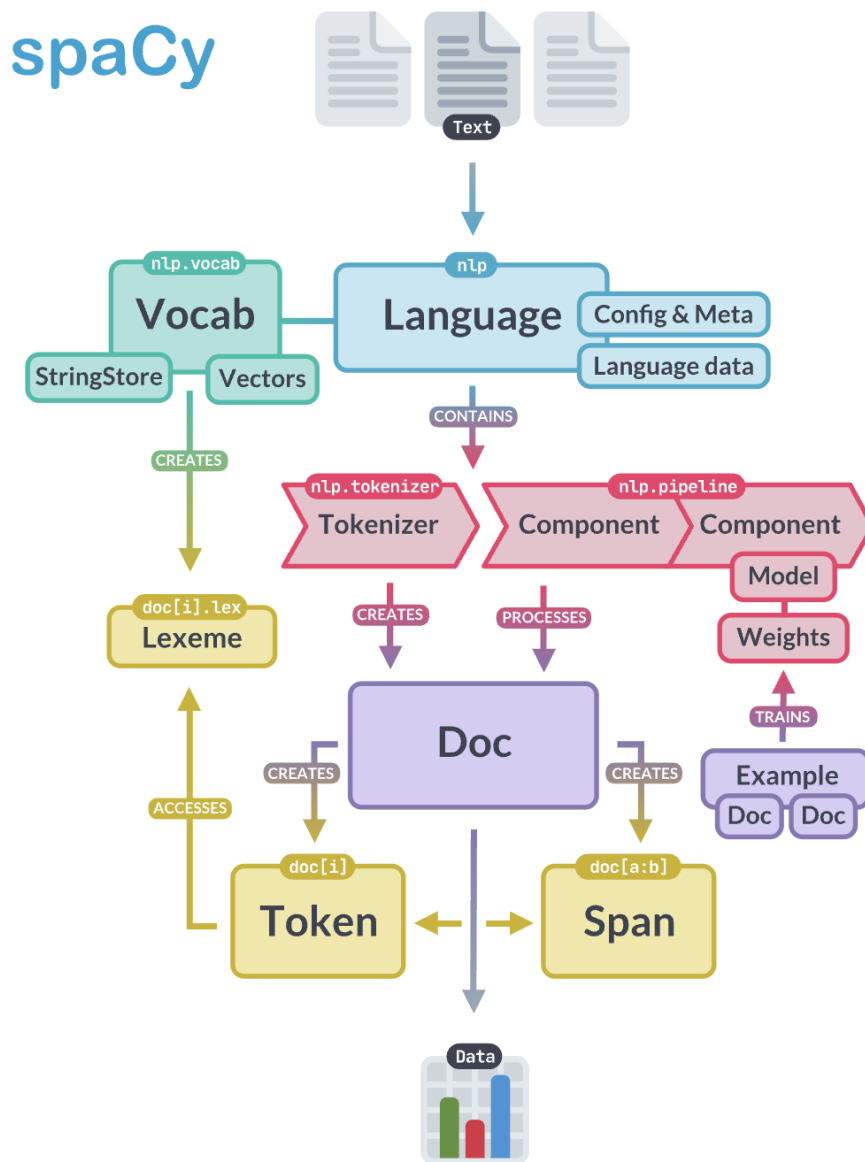 spaCy
Text
nlp.vocab
Vocab
StringStore
Vectors
nlp
Language
Config & Meta
Language data
CREATES
CONTAINS
nlp.tokenizer
Tokenizer
nlp.pipeline
Component
Component
Model
Weights
CREATES
PROCESSES
doc[i].lex
Lexeme
TRAINS
Doc
Example
Doc
Doc
CREATES
CREATES
ACCESSES
doc[i]
Token
doc[a:b]
Span
Data